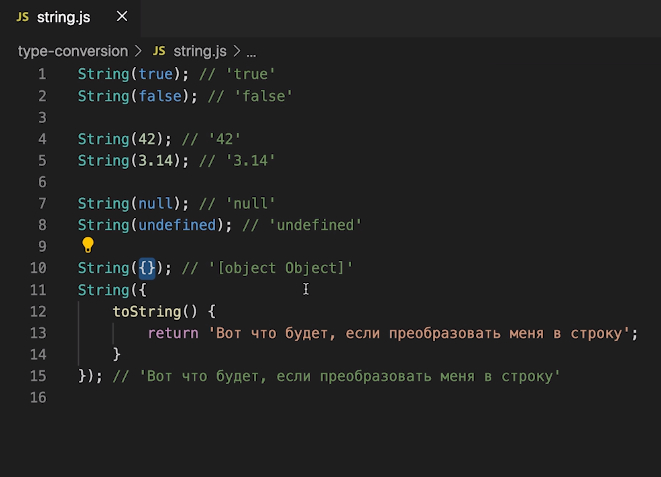 JS string.js ×
type-conversion > JS string.js > ...
1 String(true); // 'true'
2 String(false); // 'false'
3
4 String(42); // '42'
5 String(3.14); // '3.14'
6
7 String(null); // 'null'
8 String(undefined); // 'undefined'
9
10 String({}); // '[object Object]'
11 String({
12 toString() {
13 return 'Вот что будет, если преобразовать меня в строку';
14 }
15 }); // 'Вот что будет, если преобразовать меня в строку'
16